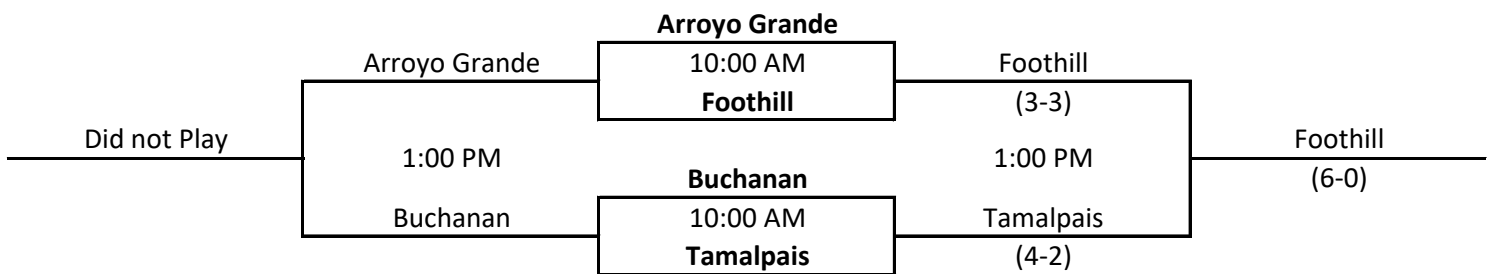 Arroyo Grande
Arroyo Grande 10:00 AM Foothill
Foothill (3-3)
Did not Play Foothill
1:00 PM 1:00 PM
Buchanan (6-0)
Buchanan 10:00 AM Tamalpais
Tamalpais (4-2)